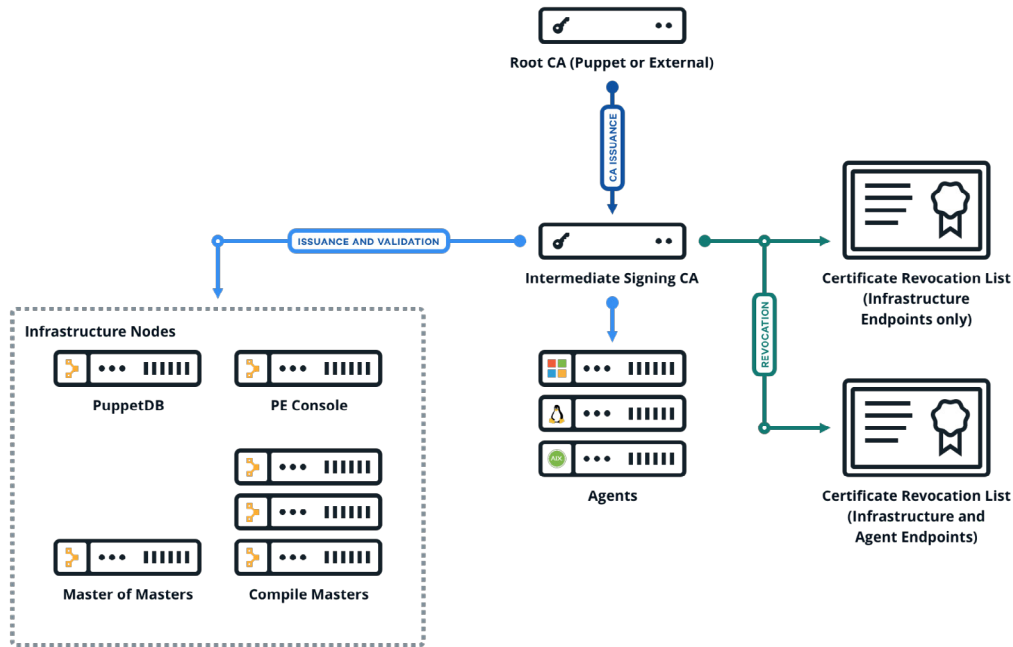 Root CA (Puppet or External)
CA ISSUANCE
ISSUANCE AND VALIDATION
Intermediate Signing CA
REVOCATION
Certificate Revocation List
(Infrastructure
Endpoints only)
Infrastructure Nodes
PuppetDB
PE Console
Master of Masters
Compile Masters
AIX
Agents
Certificate Revocation List
(Infrastructure and
Agent Endpoints)